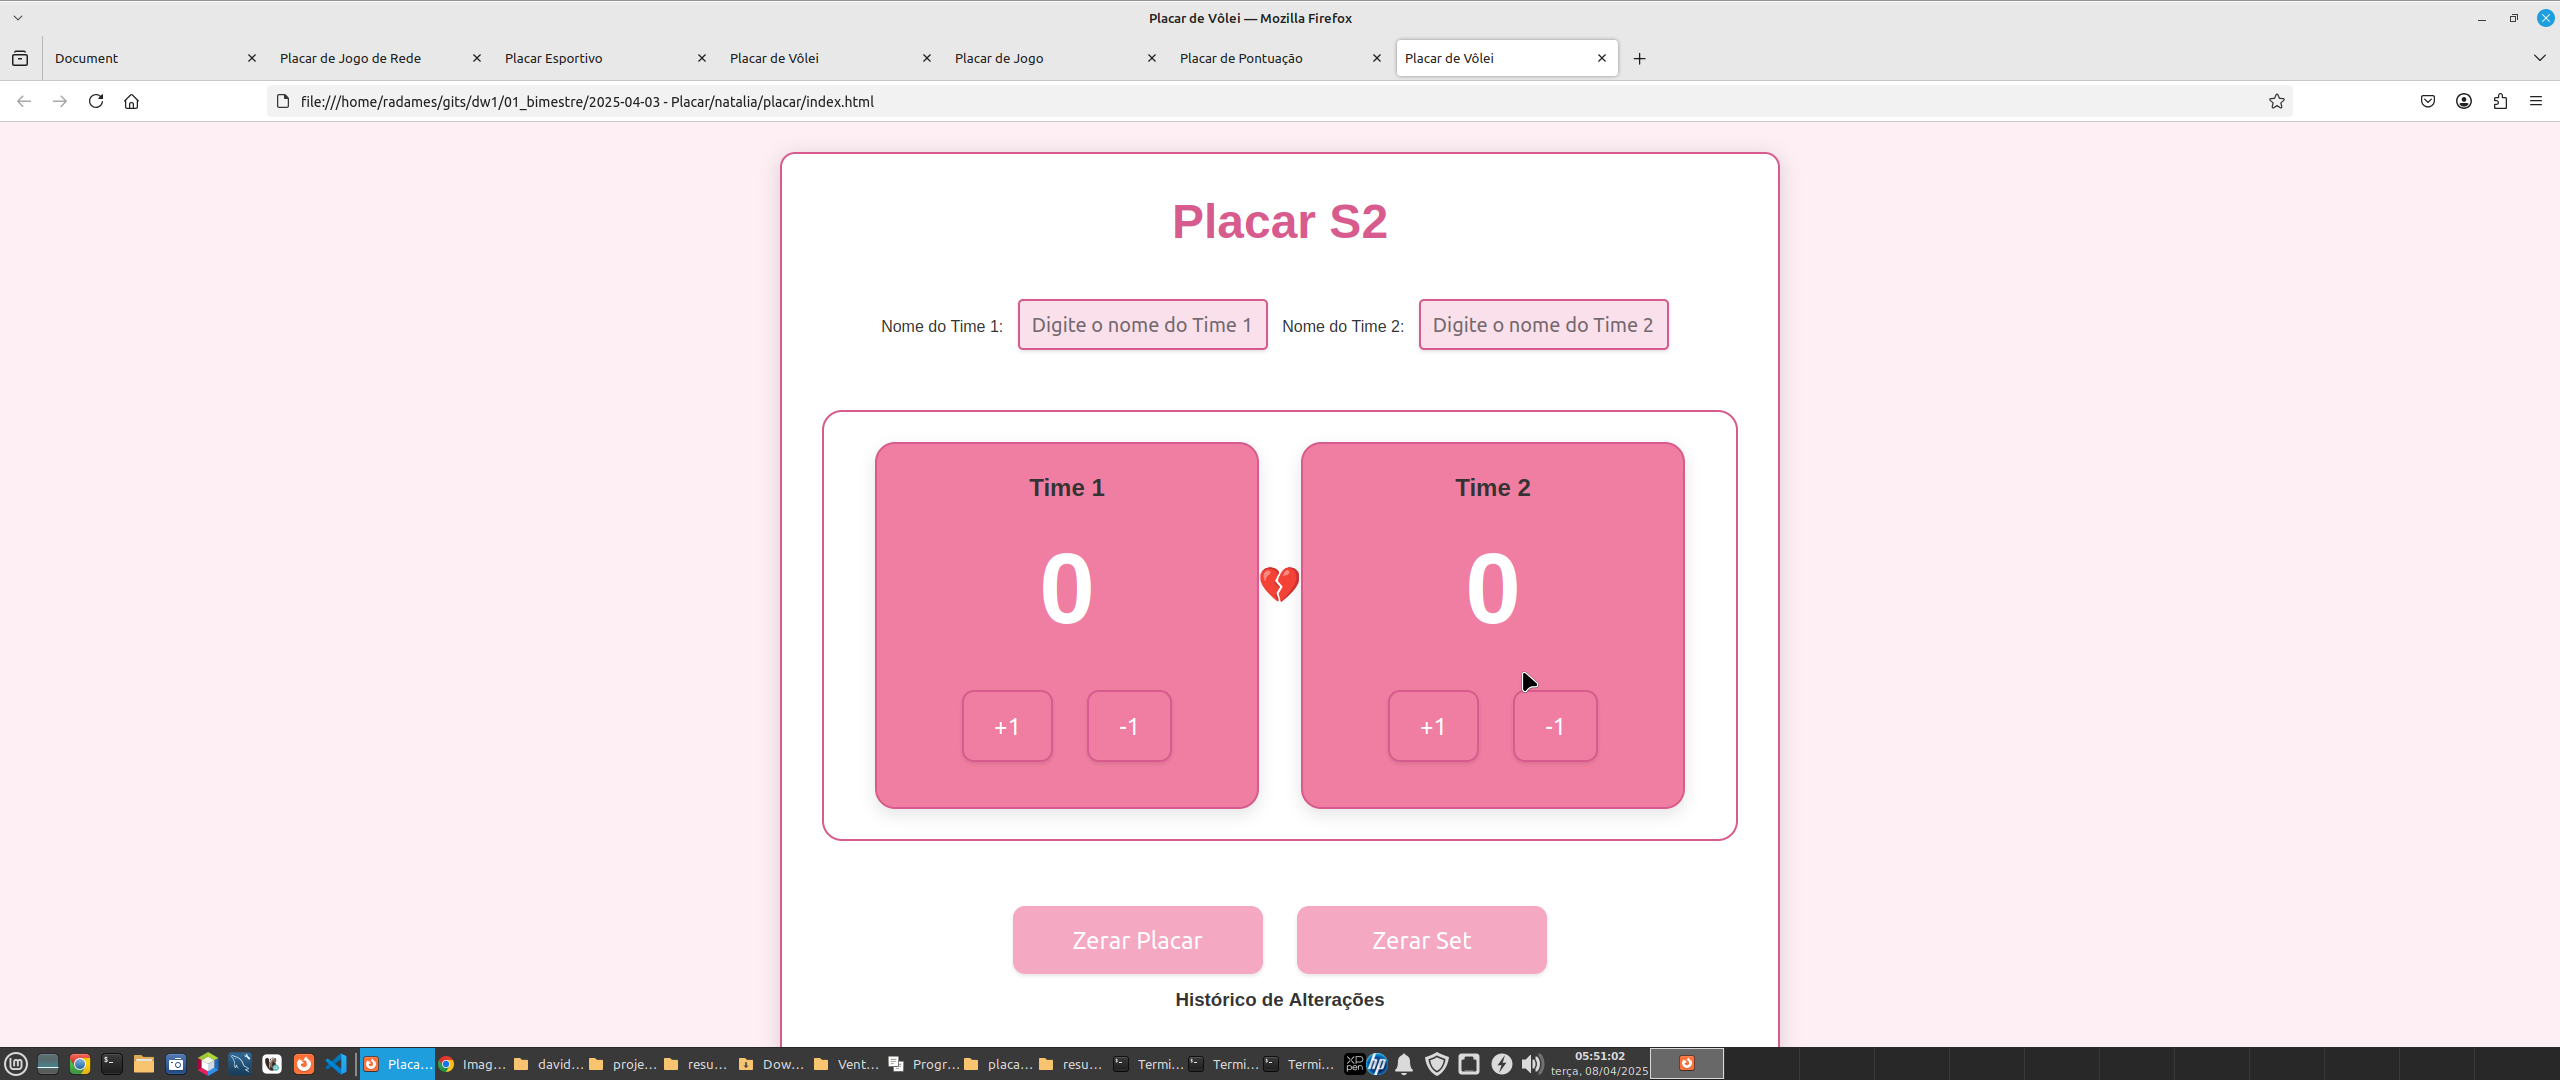 Placar de Vôlei — Mozilla Firefox
Document Placar de Jogo de Rede Placar Esportivo Placar de Vôlei Placar de Jogo Placar de Pontuação Placar de Vôlei
file:///home/radames/gits/dw1/01_bimestre/2025-04-03 - Placar/natalia/placar/index.html
Placar S2
Nome do Time 1: Digite o nome do Time 1 Nome do Time 2: Digite o nome do Time 2
Time 1 Time 2
0 0
+1 -1 +1 -1
Zerar Placar Zerar Set
Histórico de Alterações
Placa... Imag... david... proje... resu... Dow... Vent... Progr... placa... resu... Termi... Termi... Termi... XP pen hp 05:51:02
terça, 08/04/2025